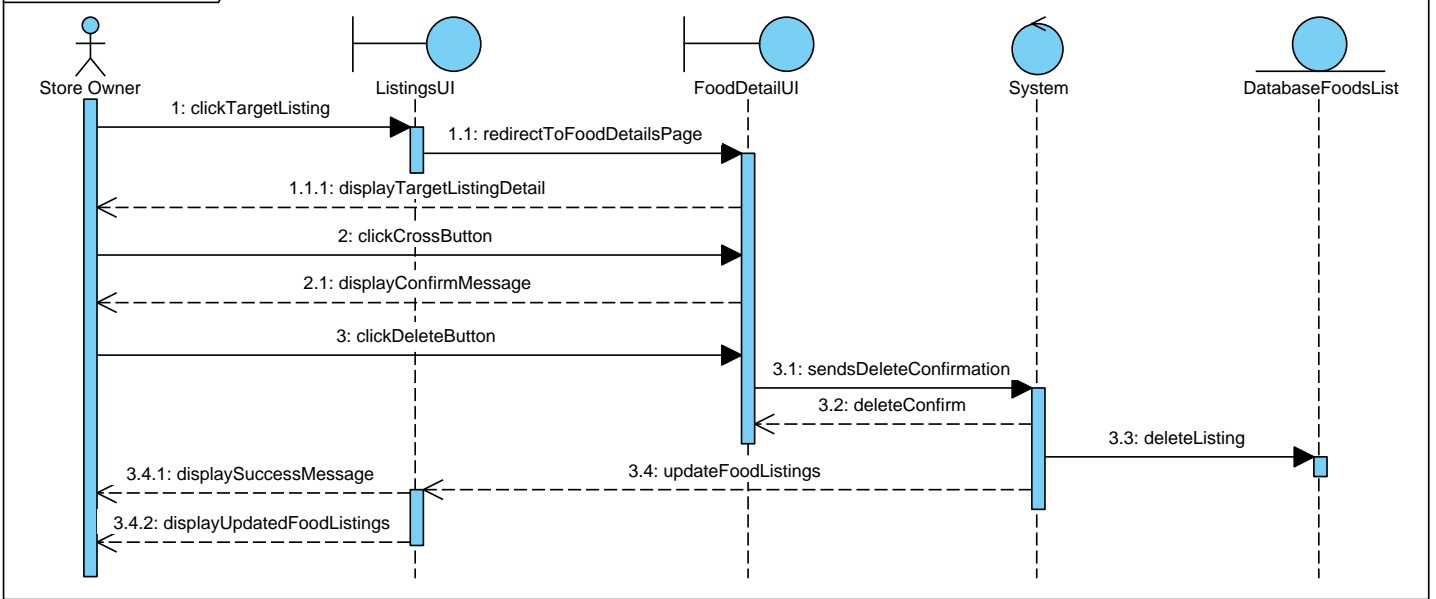 Store Owner
ListingsUI
FoodDetailUI
System
DatabaseFoodsList
1: clickTargetListing
1.1: redirectToFoodDetailsPage
1.1.1: displayTargetListingDetail
2: clickCrossButton
2.1: displayConfirmMessage
3: clickDeleteButton
3.1: sendsDeleteConfirmation
3.2: deleteConfirm
3.3: deleteListing
3.4: updateFoodListings
3.4.1: displaySuccessMessage
3.4.2: displayUpdatedFoodListings